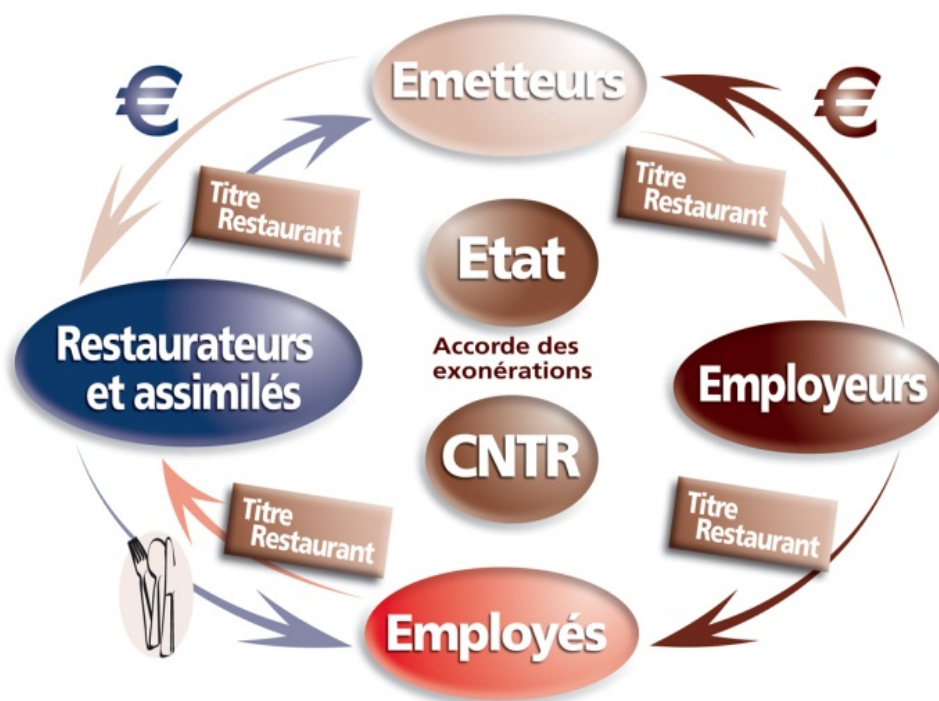 Emetteurs
€
€
Titre
Restaurant
Titre
Restaurant
Etat
Restaurateurs
et assimilés
Accorde des
exonérations
Employeurs
CNTR
Titre
Restaurant
Titre
Restaurant
Employés